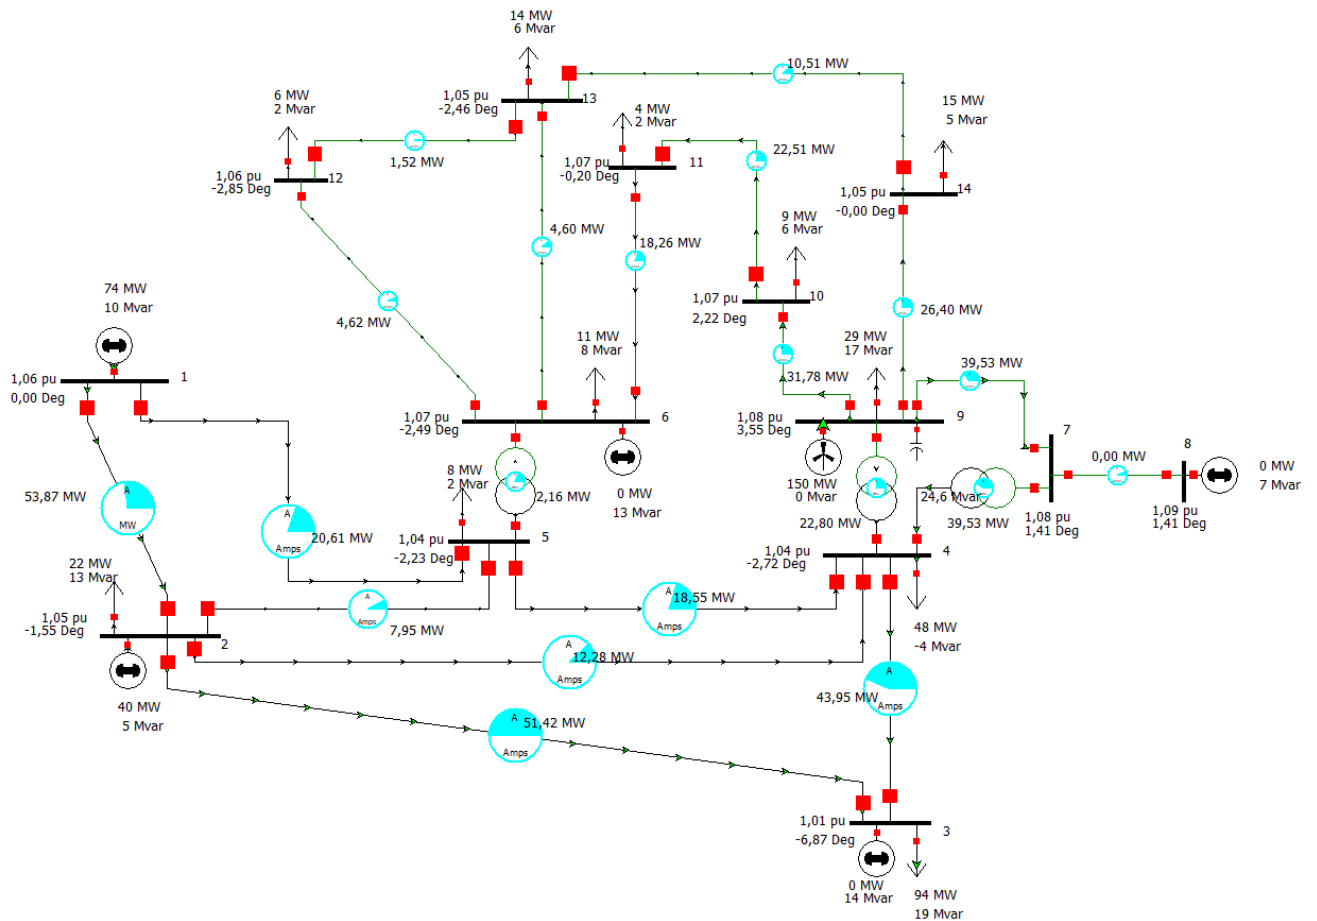 14 MW
6 Mvar
10,51 MW
1,05 pu
-2,46 Deg
13
6 MW
2 Mvar
4 MW
2 Mvar
15 MW
5 Mvar
1,52 MW
22,51 MW
1,07 pu
-0,20 Deg
11
1,06 pu
-2,85 Deg
12
1,05 pu
-0,00 Deg
14
9 MW
6 Mvar
4,60 MW
18,26 MW
74 MW
10 Mvar
1,07 pu
2,22 Deg
10
4,62 MW
26,40 MW
11 MW
8 Mvar
29 MW
17 Mvar
39,53 MW
1,06 pu
0,00 Deg
1
31,78 MW
1,07 pu
-2,49 Deg
6
1,08 pu
3,55 Deg
9
7
8
0,00 MW
8 MW
2 Mvar
2,16 MW
0 MW
13 Mvar
150 MW
0 Mvar
24,6 Mvar
0 MW
7 Mvar
53,87 MW
A
MW
A
Amps
20,61 MW
22,80 MW
39,53 MW
1,08 pu
1,41 Deg
1,09 pu
1,41 Deg
1,04 pu
-2,23 Deg
5
1,04 pu
-2,72 Deg
4
22 MW
13 Mvar
A
Amps
7,95 MW
A
Amps
18,55 MW
1,05 pu
-1,55 Deg
2
48 MW
-4 Mvar
A
Amps
12,28 MW
40 MW
5 Mvar
A
Amps
43,95 MW
A
Amps
51,42 MW
1,01 pu
-6,87 Deg
3
0 MW
14 Mvar
94 MW
19 Mvar